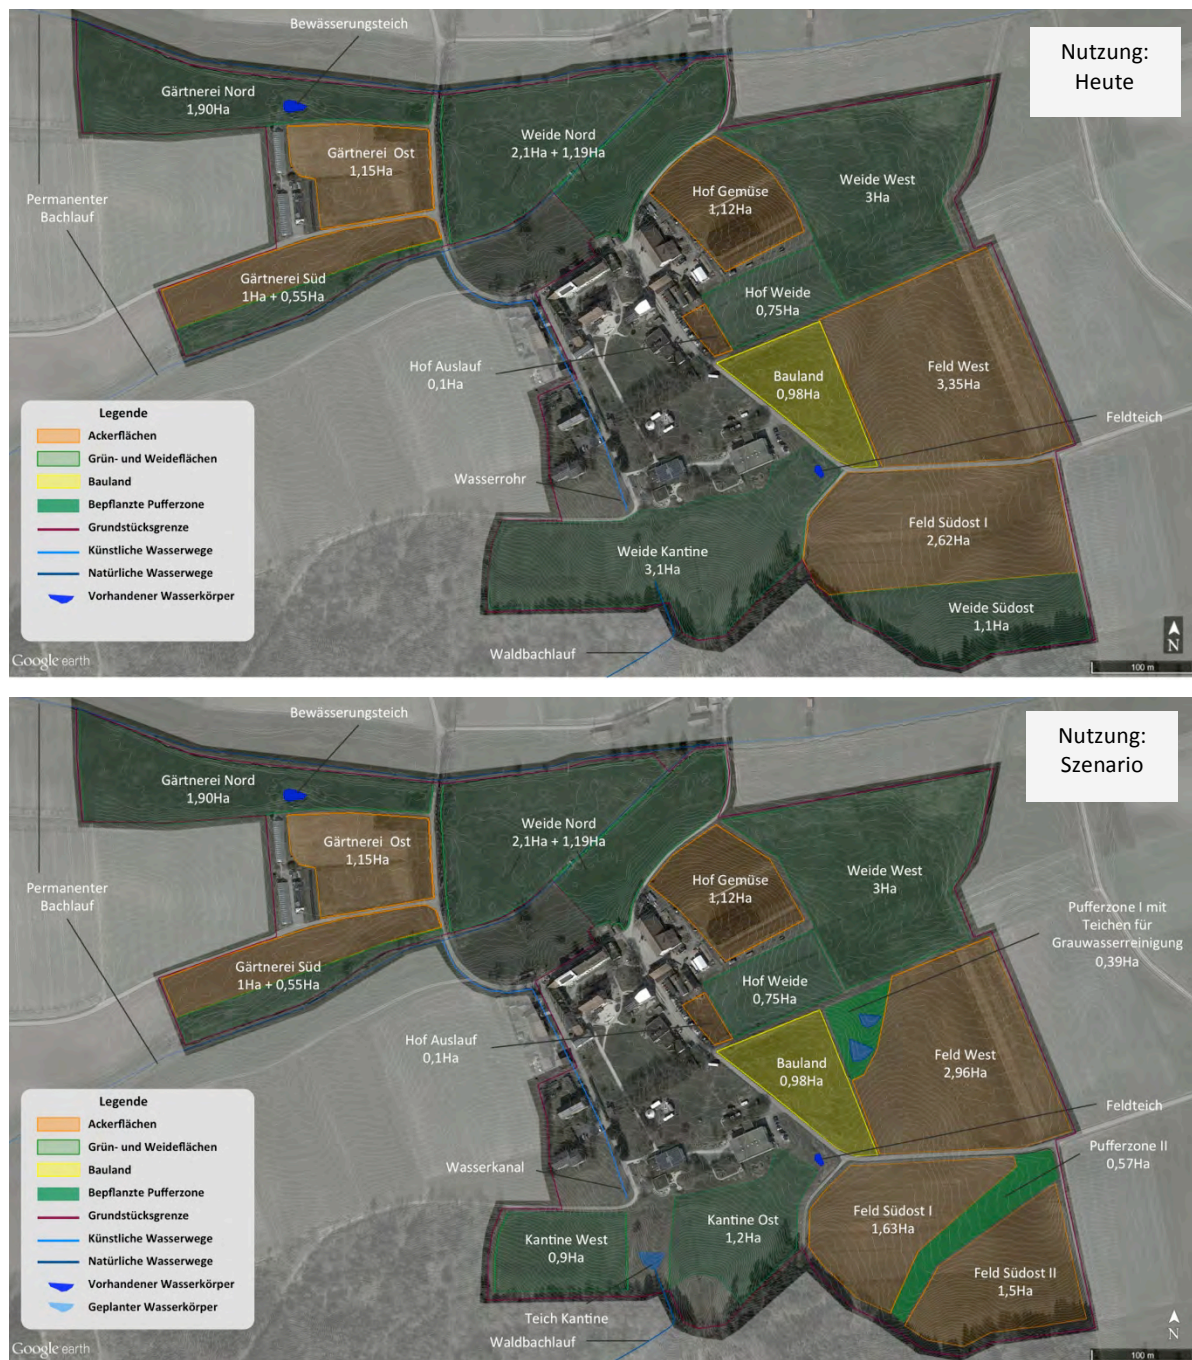 Bewässerungsteich
Nutzung:
Heute
Gärtnerei Nord
1,90Ha
Weide Nord
2,1Ha + 1,19Ha
Gärtnerei Ost
1,15Ha
Weide West
3Ha
Hof Gemüse
1,12Ha
Permanenter
Bachlauf
Gärtnerei Süd
1Ha + 0,55Ha
Hof Weide
0,75Ha
Hof Auslauf
0,1Ha
Bauland
0,98Ha
Feld West
3,35Ha
Feldteich
Legende
Ackerflächen
Grün- und Weideflächen
Bauland
Bepflanzte Pufferzone
Grundstücksgrenze
Künstliche Wasserwege
Natürliche Wasserwege
Vorhandener Wasserkörper
Wasserrohr
Feld Südost I
2,62Ha
Weide Kantine
3,1Ha
Weide Südost
1,1Ha
Waldbachlauf
N
Google earth
100 m
Bewässerungsteich
Nutzung:
Szenario
Gärtnerei Nord
1,90Ha
Weide Nord
2,1Ha + 1,19Ha
Gärtnerei Ost
1,15Ha
Weide West
3Ha
Hof Gemüse
1,12Ha
Permanenter
Bachlauf
Pufferzone I mit
Teichen für
Grauwasserreinigung
0,39Ha
Gärtnerei Süd
1Ha + 0,55Ha
Hof Weide
0,75Ha
Hof Auslauf
0,1Ha
Bauland
0,98Ha
Feld West
2,96Ha
Feldteich
Legende
Ackerflächen
Grün- und Weideflächen
Bauland
Bepflanzte Pufferzone
Grundstücksgrenze
Künstliche Wasserwege
Natürliche Wasserwege
Vorhandener Wasserkörper
Geplanter Wasserkörper
Pufferzone II
0,57Ha
Wasserkanal
Feld Südost I
1,63Ha
Kantine Ost
1,2Ha
Kantine West
0,9Ha
Feld Südost II
1,5Ha
Teich Kantine
Waldbachlauf
N
Google earth
100 m